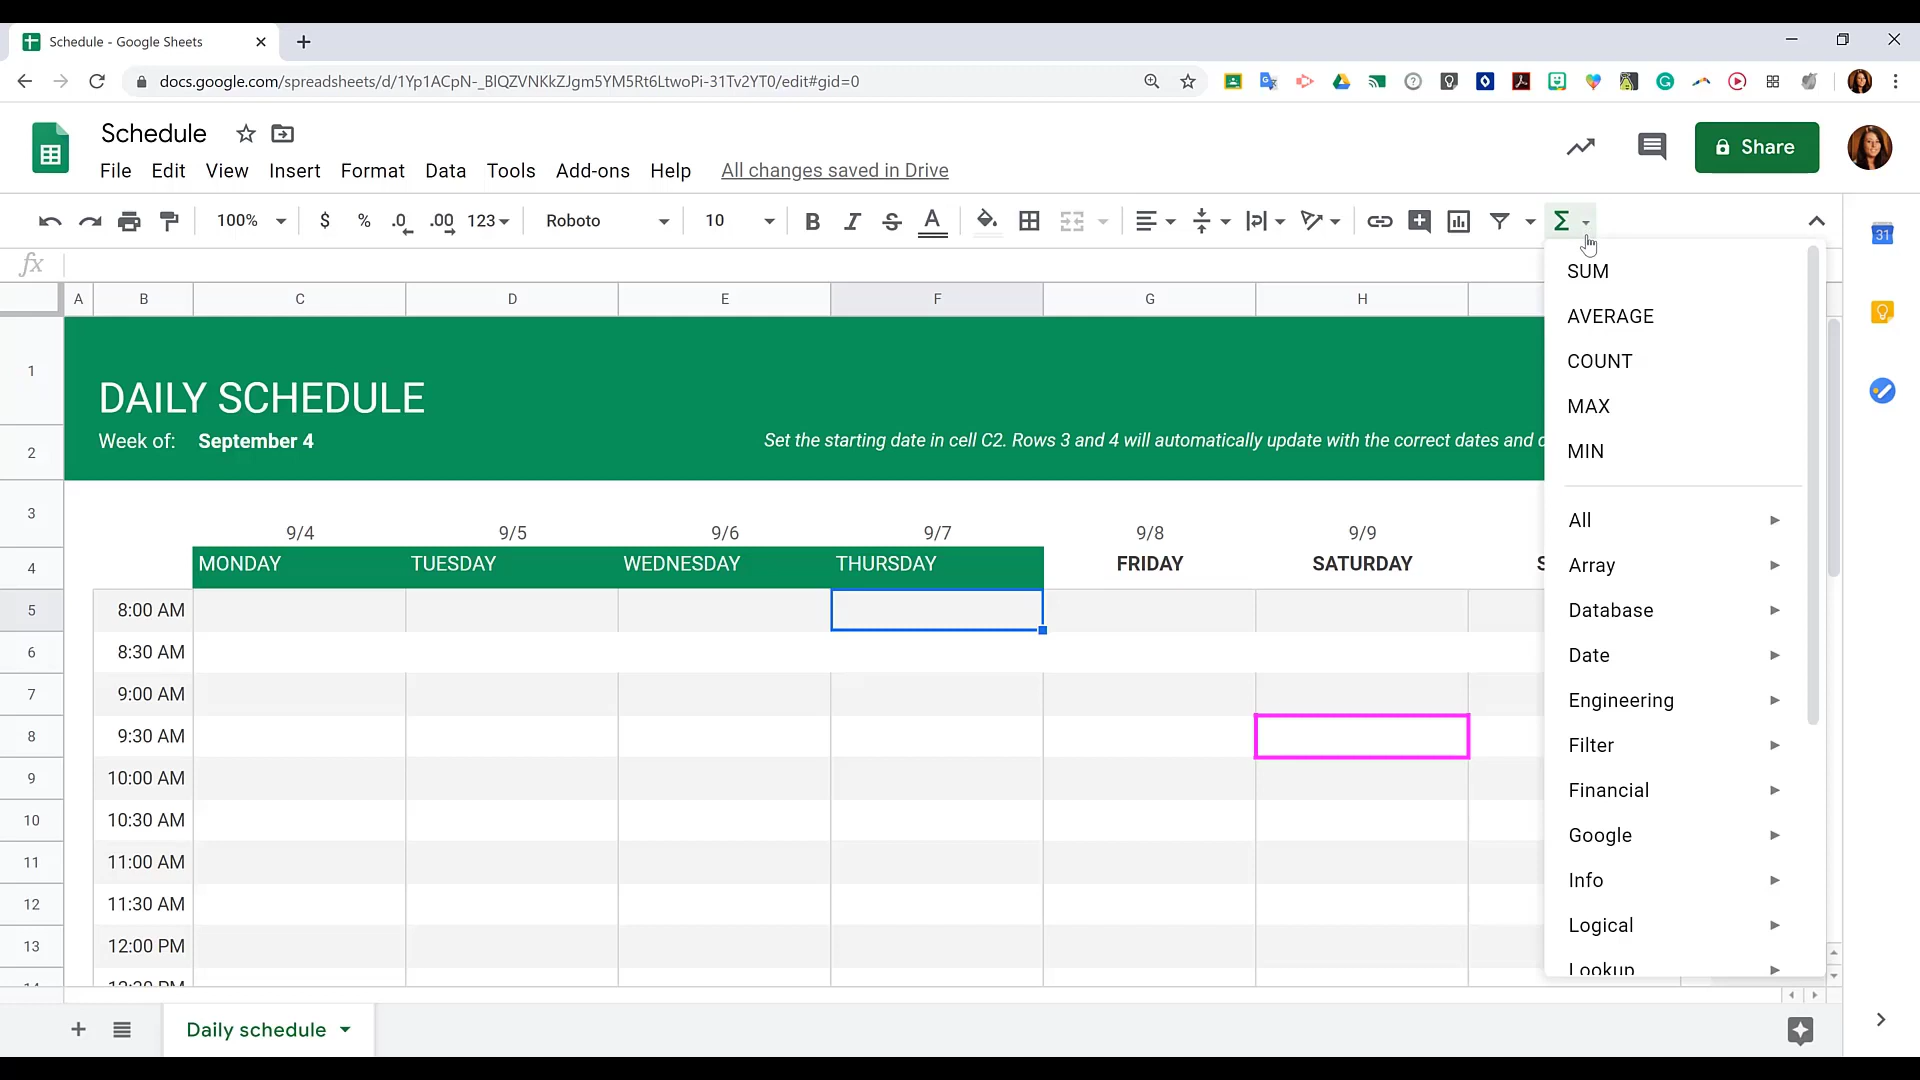 Schedule - Google Sheets
docs.google.com/spreadsheets/d/1Yp1ACpN-_BlQZVNKkZJgm5YM5Rt6LtwoPi-31Tv2YT0/edit#gid=0
Schedule
Share
File Edit View Insert Format Data Tools Add-ons Help All changes saved in Drive
100% $ % .0 .00 123 Roboto 10 B I S A Σ
31
fx
SUM
AVERAGE
COUNT
MAX
MIN
All
Array
Database
Date
Engineering
Filter
Financial
Google
Info
Logical
Lookup
A B C D E F G H
1
DAILY SCHEDULE
2 Week of: September 4 Set the starting date in cell C2. Rows 3 and 4 will automatically update with the correct dates and
3 9/4 9/5 9/6 9/7 9/8 9/9
4 MONDAY TUESDAY WEDNESDAY THURSDAY FRIDAY SATURDAY
5 8:00 AM
6 8:30 AM
7 9:00 AM
8 9:30 AM
9 10:00 AM
10 10:30 AM
11 11:00 AM
12 11:30 AM
13 12:00 PM
14 12:30 PM
Daily schedule